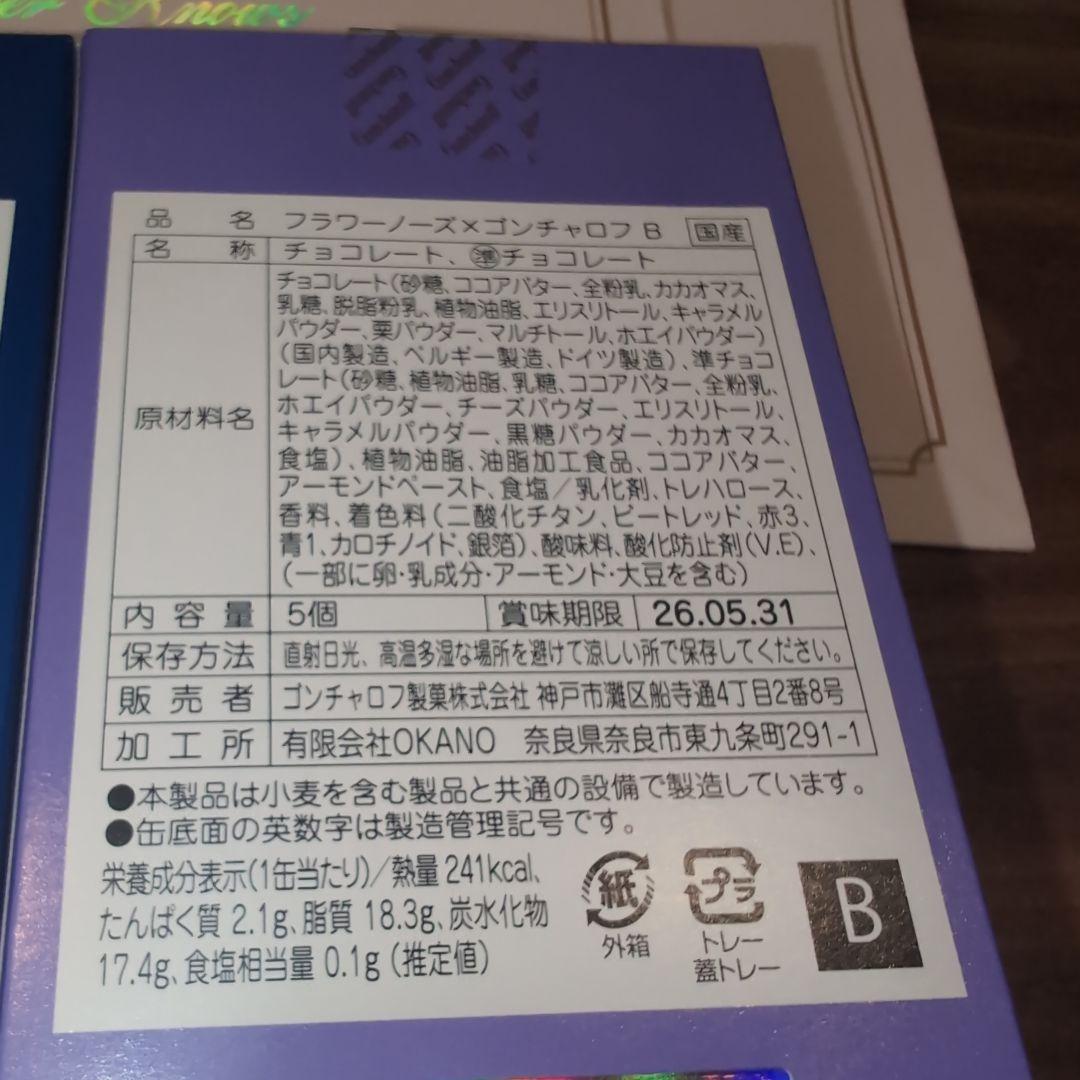 er Knows
品名 フラワーノーズ×ゴンチャロフ B 国産
名称 チョコレート、準チョコレート
原材料名
チョコレート(砂糖、ココアバター、全粉乳、カカオマス、
乳糖、脱脂粉乳、植物油脂、エリスリトール、キャラメル
パウダー、栗パウダー、マルチトール、ホエイパウダー)
(国内製造、ベルギー製造、ドイツ製造)、準チョコ
レート(砂糖、植物油脂、乳糖、ココアバター、全粉乳、
ホエイパウダー、チーズパウダー、エリスリトール、
キャラメルパウダー、黒糖パウダー、カカオマス、
食塩)、植物油脂、油脂加工食品、ココアバター、
アーモンドペースト、食塩/乳化剤、トレハロース、
香料、着色料(二酸化チタン、ビートレッド、赤3、
青1、カロチノイド、銀箔)、酸味料、酸化防止剤(V.E)、
(一部に卵・乳成分・アーモンド・大豆を含む)
内容量 5個 賞味期限 26.05.31
保存方法 直射日光、高温多湿な場所を避けて涼しい所で保存してください。
販売者 ゴンチャロフ製菓株式会社 神戸市灘区船寺通4丁目2番8号
加工所 有限会社OKANO 奈良県奈良市東九条町291-1
●本製品は小麦を含む製品と共通の設備で製造しています。
●缶底面の英数字は製造管理記号です。
栄養成分表示(1缶当たり)/熱量 241kcal、
たんぱく質 2.1g、脂質 18.3g、炭水化物
17.4g、食塩相当量 0.1g (推定値)
紙
外箱
プラ
トレー
蓋トレー
B